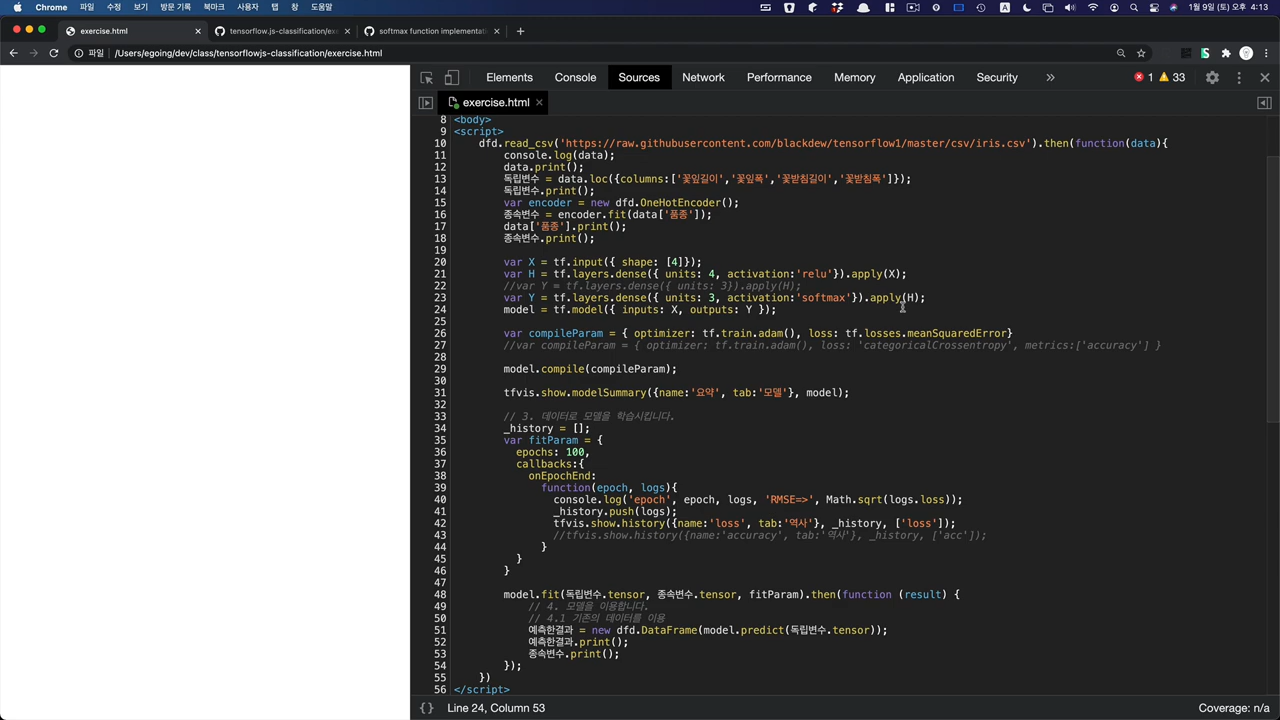 Chrome 파일 수정 보기 방문 기록 북마크 사용자 탭 창 도움말 1월 9일 (토) 오후 4:13
exercise.html × tensorflow.js-classification/ex × softmax function implementat × +
파일 /Users/egoing/dev/class/tensorflowjs-classification/exercise.html
Elements Console Sources Network Performance Memory Application Security » 1 33
exercise.html ×
8 <body>
9 <script>
10 dfd.read_csv('https://raw.githubusercontent.com/blackdew/tensorflow1/master/csv/iris.csv').then(function(data){
11 console.log(data);
12 data.print();
13 독립변수 = data.loc({columns:['꽃잎길이','꽃잎폭','꽃받침길이','꽃받침폭']});
14 독립변수.print();
15 var encoder = new dfd.OneHotEncoder();
16 종속변수 = encoder.fit(data['품종']);
17 data['품종'].print();
18 종속변수.print();
19
20 var X = tf.input({ shape: [4]});
21 var H = tf.layers.dense({ units: 4, activation:'relu'}).apply(X);
22 //var Y = tf.layers.dense({ units: 3}).apply(H);
23 var Y = tf.layers.dense({ units: 3, activation:'softmax'}).apply(H);
24 model = tf.model({ inputs: X, outputs: Y });
25
26 var compileParam = { optimizer: tf.train.adam(), loss: tf.losses.meanSquaredError}
27 //var compileParam = { optimizer: tf.train.adam(), loss: 'categoricalCrossentropy', metrics:['accuracy'] }
28
29 model.compile(compileParam);
30
31 tfvis.show.modelSummary({name:'요약', tab:'모델'}, model);
32
33 // 3. 데이터로 모델을 학습시킵니다.
34 _history = [];
35 var fitParam = {
36 epochs: 100,
37 callbacks:{
38 onEpochEnd:
39 function(epoch, logs){
40 console.log('epoch', epoch, logs, 'RMSE=>', Math.sqrt(logs.loss));
41 _history.push(logs);
42 tfvis.show.history({name:'loss', tab:'역사'}, _history, ['loss']);
43 //tfvis.show.history({name:'accuracy', tab:'역사'}, _history, ['acc']);
44 }
45 }
46 }
47
48 model.fit(독립변수.tensor, 종속변수.tensor, fitParam).then(function (result) {
49 // 4. 모델을 이용합니다.
50 // 4.1 기존의 데이터를 이용
51 예측한결과 = new dfd.DataFrame(model.predict(독립변수.tensor));
52 예측한결과.print();
53 종속변수.print();
54 });
55 })
56 </script>
{} Line 24, Column 53 Coverage: n/a